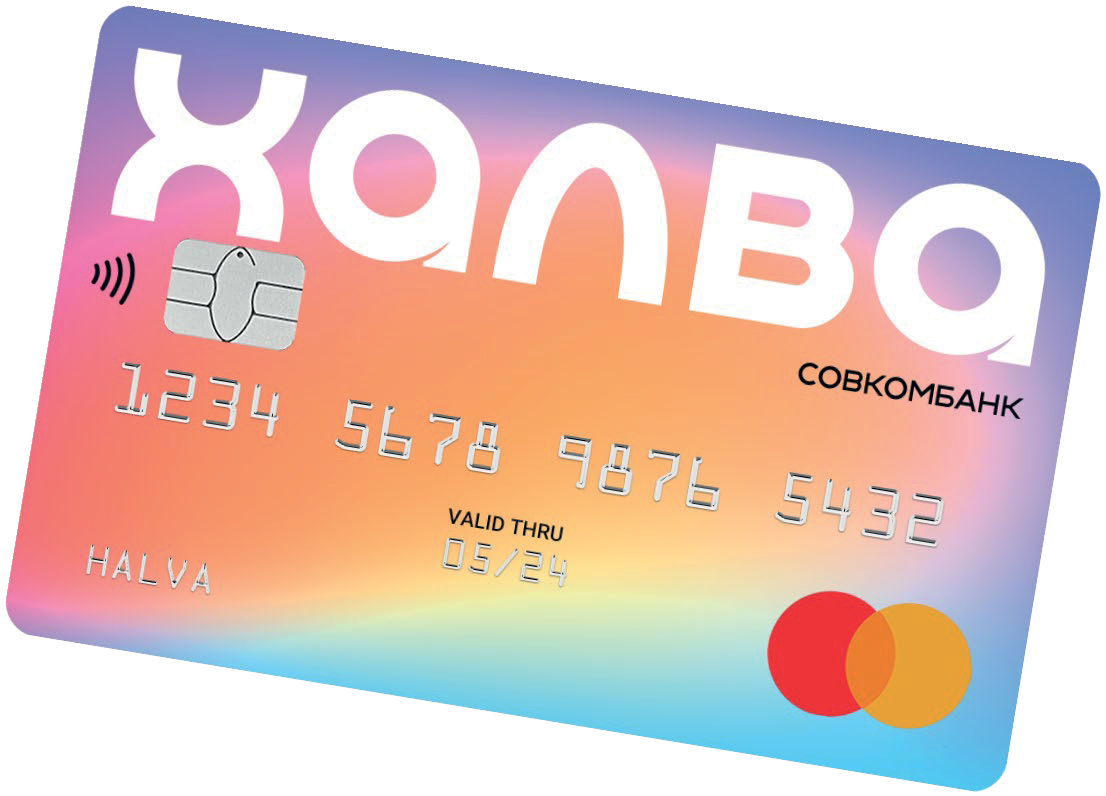 халва
СОВКОМБАНК
1234 5678 9876 5432
VALID THRU
05/24
HALVA